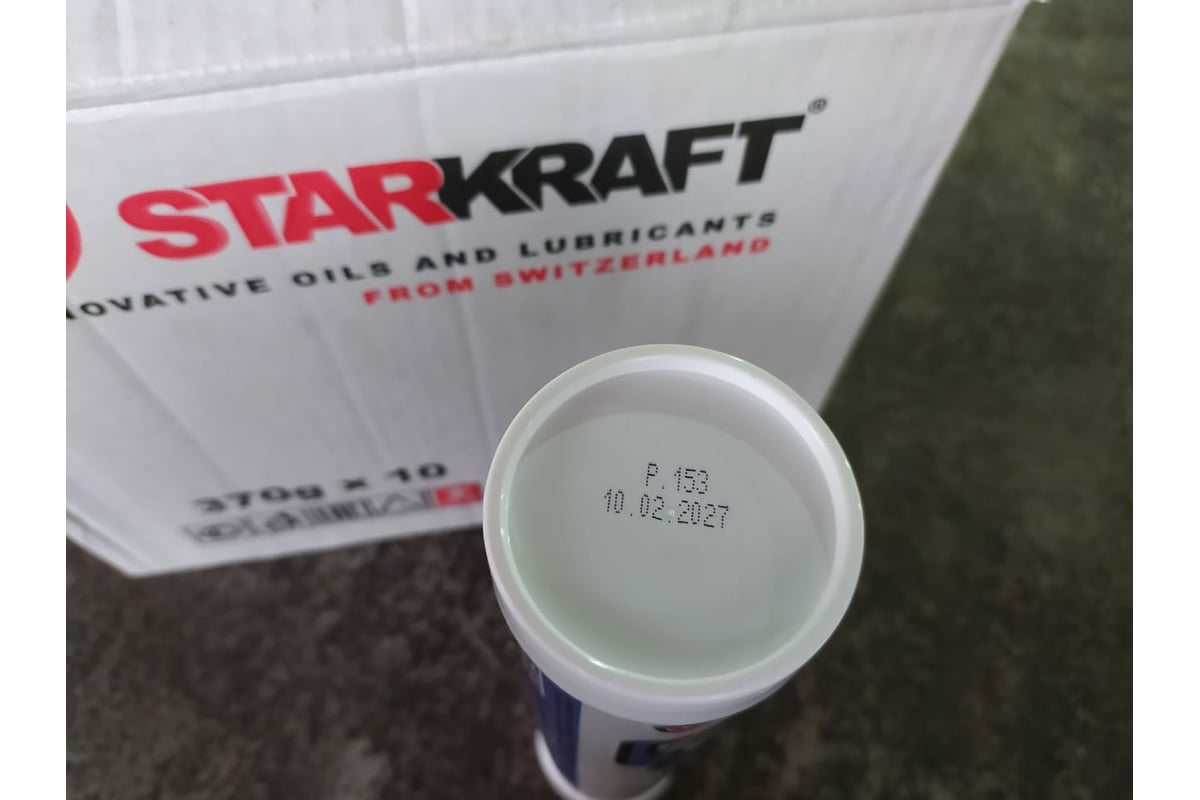 STARKRAFT®
OVATIVE OILS AND LUBRICANTS
FROM SWITZERLAND
370g x 10
P.153
10.02.2027